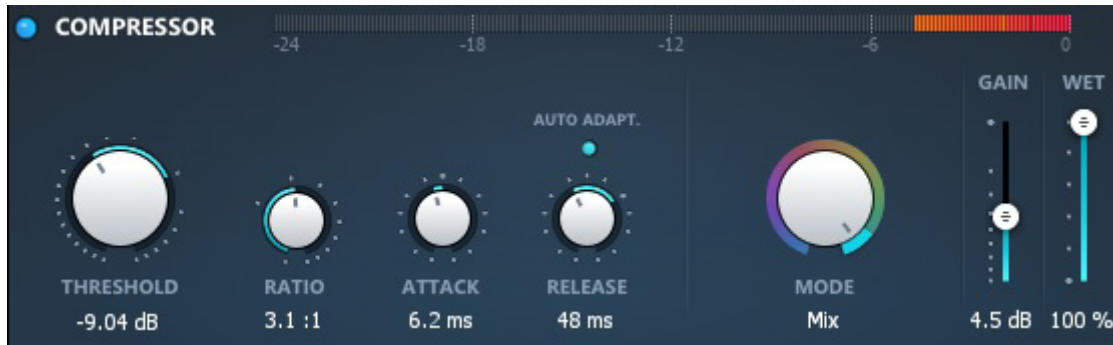 COMPRESSOR
-24 -18 -12 -6 0
GAIN WET
AUTO ADAPT.
THRESHOLD RATIO ATTACK RELEASE MODE
-9.04 dB 3.1 :1 6.2 ms 48 ms Mix 4.5 dB 100 %